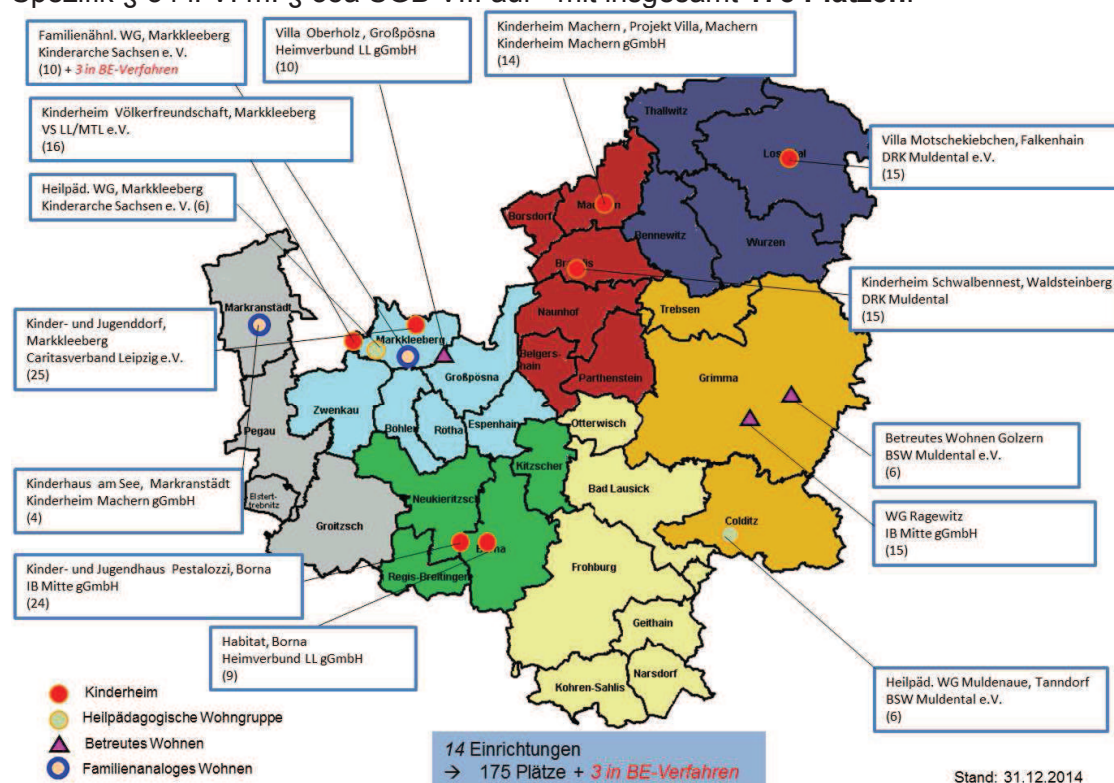 Familienähnl. WG, Markkleeberg
Kinderarche Sachsen e. V.
(10) + 3 in BE-Verfahren
Villa Oberholz , Großpösna
Heimverbund LL gGmbH
(10)
Kinderheim Machern , Projekt Villa, Machern
Kinderheim Machern gGmbH
(14)
Kinderheim Völkerfreundschaft, Markkleeberg
VS LL/MTL e.V.
(16)
Heilpäd. WG, Markkleeberg
Kinderarche Sachsen e. V. (6)
Villa Motschekiebchen, Falkenhain
DRK Muldental e.V.
(15)
Kinderheim Schwalbennest, Waldsteinberg
DRK Muldental
(15)
Kinder- und Jugenddorf,
Markkleeberg
Caritasverband Leipzig e.V.
(25)
Betreutes Wohnen Golzern
BSW Muldental e.V.
(6)
Kinderhaus am See, Markranstädt
Kinderheim Machern gGmbH
(4)
WG Ragewitz
IB Mitte gGmbH
(15)
Kinder- und Jugendhaus Pestalozzi, Borna
IB Mitte gGmbH
(24)
Habitat, Borna
Heimverbund LL gGmbH
(9)
Heilpäd. WG Muldenaue, Tanndorf
BSW Muldental e.V.
(6)
Thallwitz
Borsdorf
Bennewitz
Wurzen
Markranstädt
Markkleeberg
Naunhof
Trebsen
Belgers-
hain
Parthenstein
Grimma
Großpösna
Zwenkau
Böhlen
Rötha
Espenhain
Otterwisch
Pegau
Kitzscher
Bad Lausick
Elstert-
trebnitz
Neukieritzsch
Groitzsch
Colditz
Regis-Breitingen
Frohburg
Geithain
Narsdorf
Kohren-Sahlis
Kinderheim
Heilpädagogische Wohngruppe
Betreutes Wohnen
Familienanaloges Wohnen
14 Einrichtungen
→ 175 Plätze + 3 in BE-Verfahren
Stand: 31.12.2014